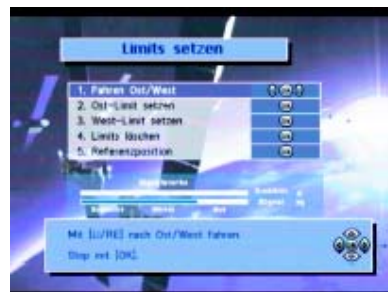 Limits setzen
1. Fahren Ost/West
2. Ost-Limit setzen
3. West-Limit setzen
4. Limits löschen
5. Referenzposition
Mit [LI/RE] nach Ost/West fahren
Stop mit [OK].